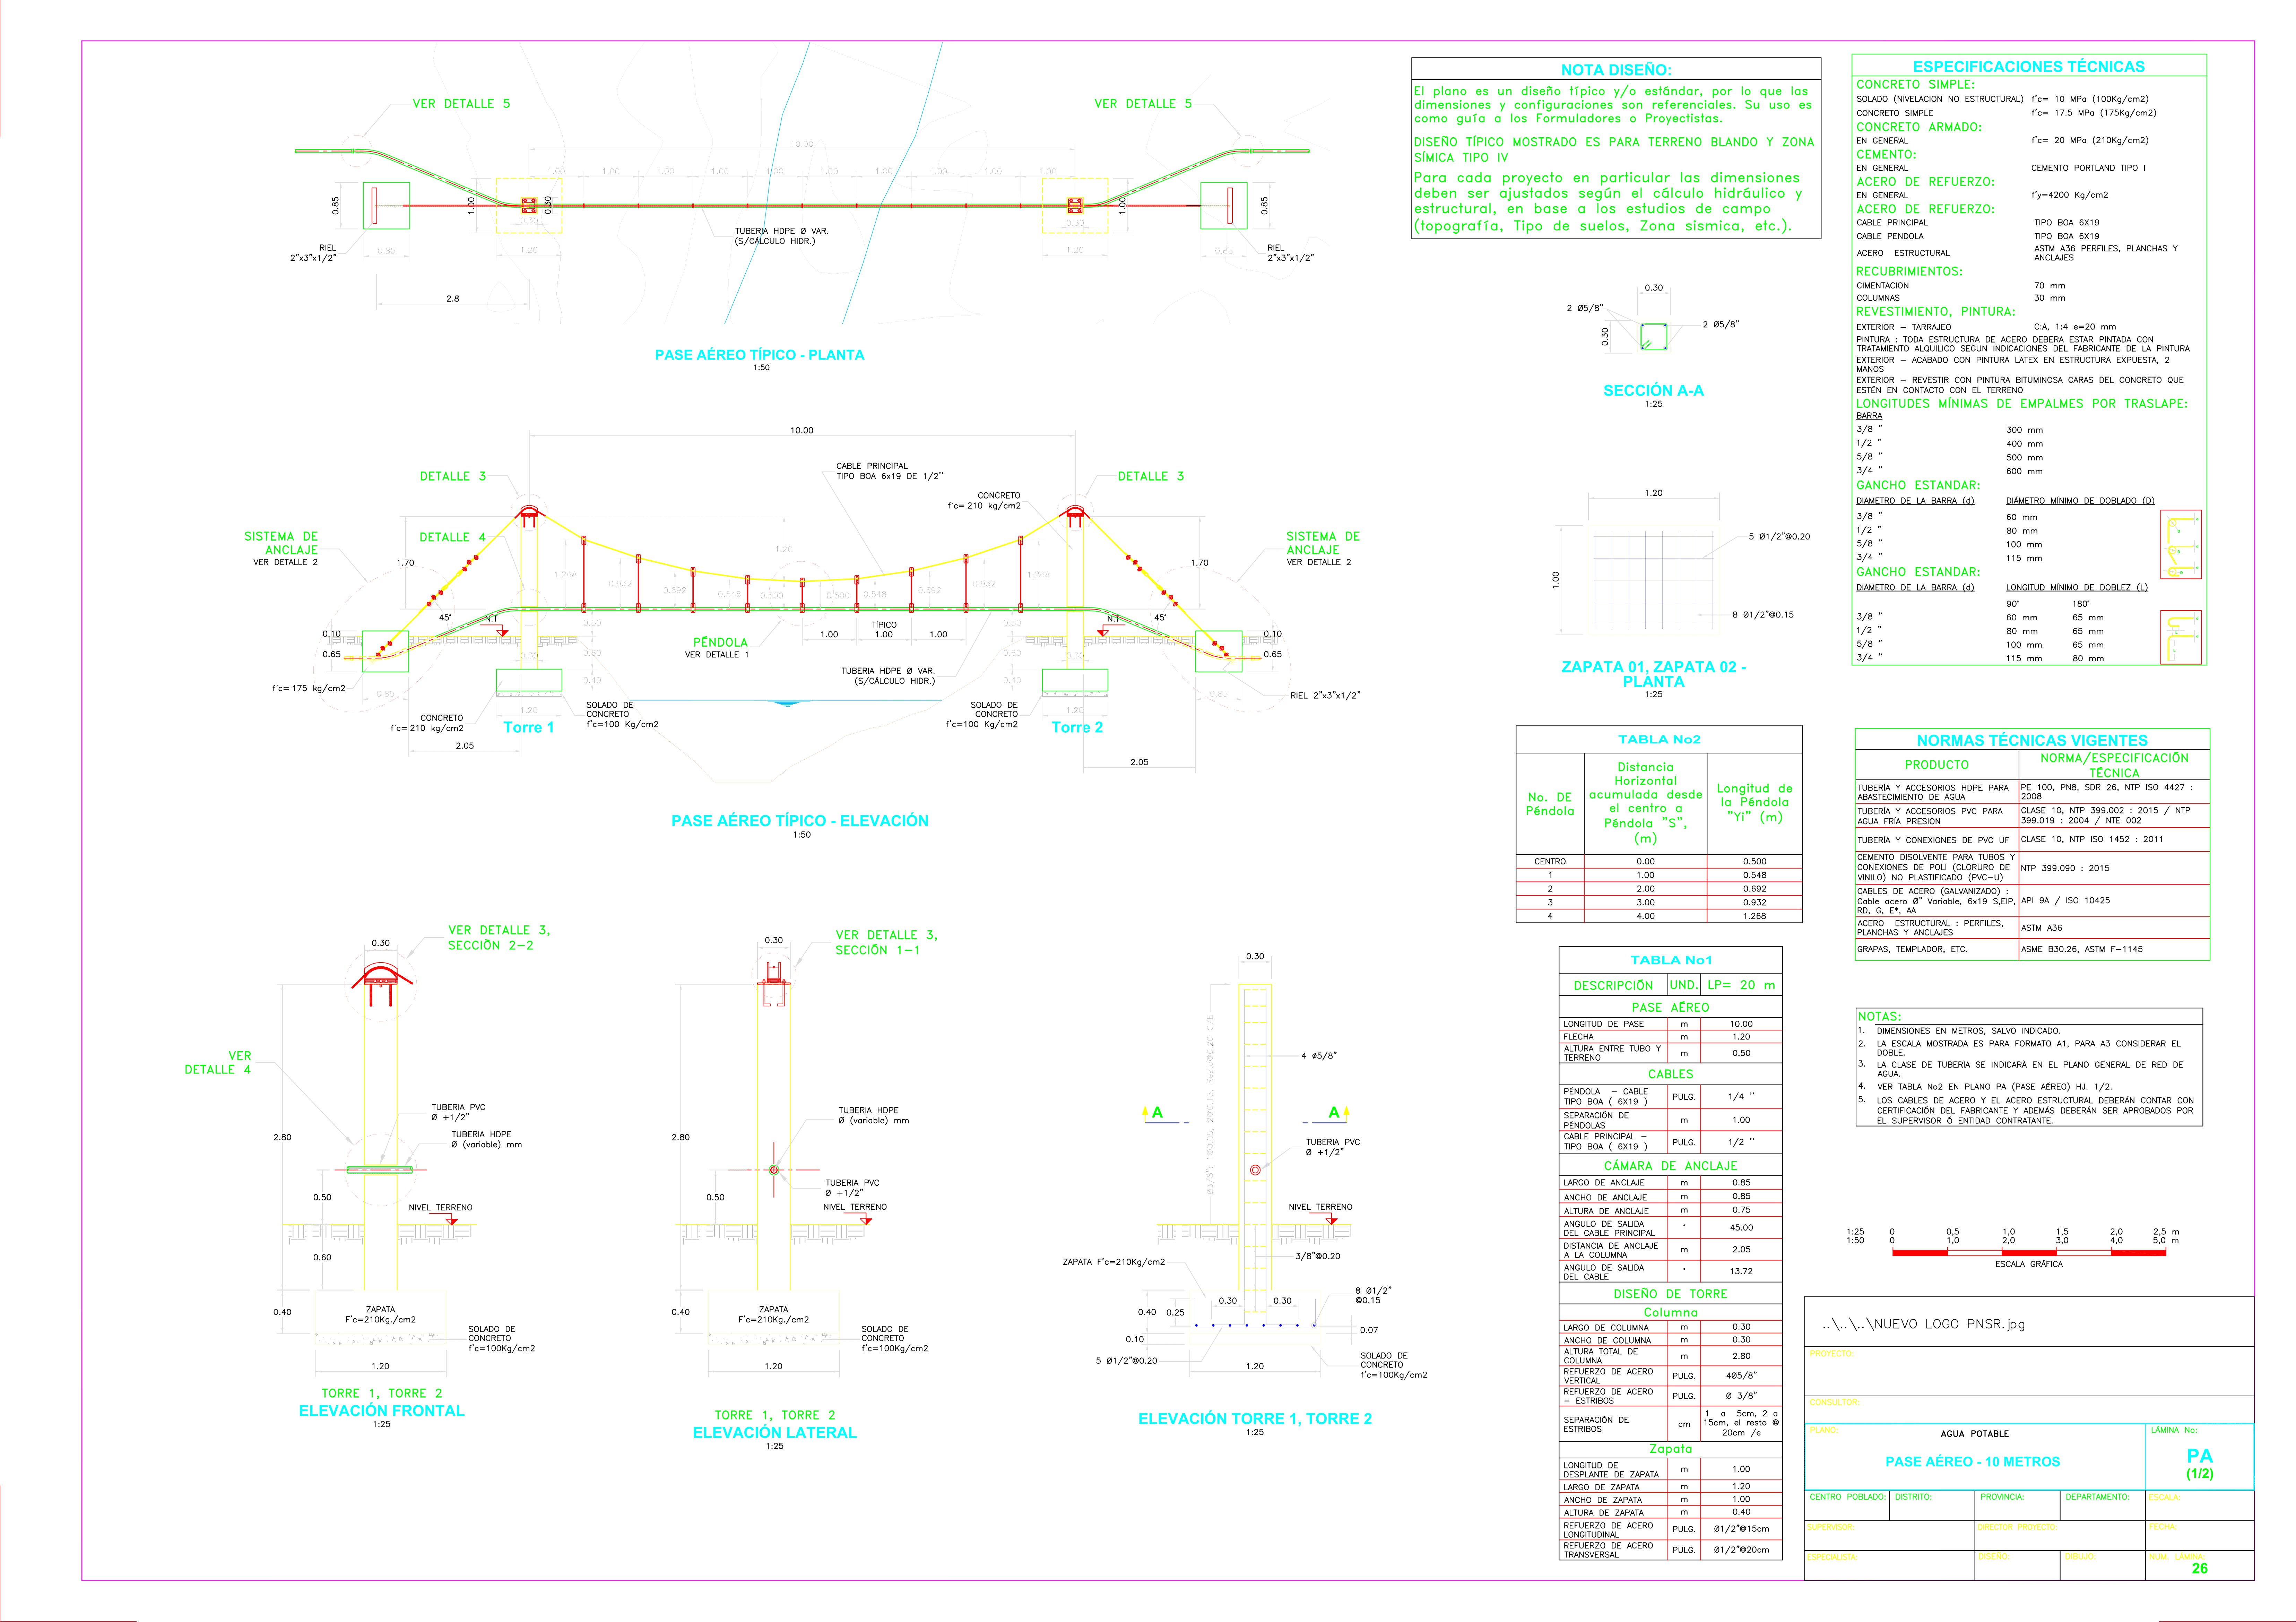 VER DETALLE 5
VER DETALLE 5
10.00
1.00 1.00 1.00 1.00 1.00 1.00 1.00 1.00 1.00 1.00
0.85
1.00
0.30
0.30
1.00
0.30
0.85
TUBERIA HDPE Ø VAR.
(S/CÁLCULO HIDR.)
RIEL
2"x3"x1/2"
0.85
1.20
1.20
0.85
RIEL
2"x3"x1/2"
2.8
PASE AÉREO TÍPICO - PLANTA
1:50
10.00
DETALLE 3
CABLE PRINCIPAL
TIPO BOA 6x19 DE 1/2''
DETALLE 3
CONCRETO
f'c= 210 kg/cm2
SISTEMA DE
ANCLAJE
VER DETALLE 2
DETALLE 4
SISTEMA DE
ANCLAJE
VER DETALLE 2
1.70
1.20
1.70
1.268
0.932
0.692
0.548
0.500
0.500
0.548
0.692
0.932
1.268
45°
N.T
N.T
45°
0.10
0.65
0.50
0.60
0.40
0.30
PÉNDOLA
VER DETALLE 1
TÍPICO
1.00 1.00 1.00
TUBERIA HDPE Ø VAR.
(S/CÁLCULO HIDR.)
0.50
0.60
0.40
0.30
0.10
0.65
f'c= 175 kg/cm2
0.85
0.85
RIEL 2"x3"x1/2"
CONCRETO
f'c= 210 kg/cm2
1.20
SOLADO DE
CONCRETO
f'c=100 Kg/cm2
SOLADO DE
CONCRETO
f'c=100 Kg/cm2
1.20
Torre 1
Torre 2
2.05
2.05
PASE AÉREO TÍPICO - ELEVACIÓN
1:50
VER DETALLE 3,
SECCIÓN 2-2
0.30
VER
DETALLE 4
TUBERIA PVC
Ø +1/2"
TUBERIA HDPE
Ø (variable) mm
2.80
0.50
NIVEL TERRENO
0.60
0.40
ZAPATA
F'c=210Kg./cm2
SOLADO DE
CONCRETO
f'c=100Kg/cm2
1.20
TORRE 1, TORRE 2
ELEVACIÓN FRONTAL
1:25
VER DETALLE 3,
SECCIÓN 1-1
0.30
TUBERIA HDPE
Ø (variable) mm
2.80
TUBERIA PVC
Ø +1/2"
0.50
NIVEL TERRENO
0.40
ZAPATA
F'c=210Kg./cm2
SOLADO DE
CONCRETO
f'c=100Kg/cm2
1.20
TORRE 1, TORRE 2
ELEVACIÓN LATERAL
1:25
0.30
Ø3/8": 1@0.05, 2@0.15, Resto@0.20 C/E
4 ø5/8"
A
A
TUBERIA PVC
Ø +1/2"
NIVEL TERRENO
3/8"@0.20
ZAPATA F'c=210Kg/cm2
8 Ø1/2"
@0.15
0.30
0.30
0.40
0.25
0.10
0.07
5 Ø1/2"@0.20
1.20
SOLADO DE
CONCRETO
f'c=100Kg/cm2
ELEVACIÓN TORRE 1, TORRE 2
1:25
NOTA DISEÑO:
El plano es un diseño típico y/o estándar, por lo que las
dimensiones y configuraciones son referenciales. Su uso es
como guía a los Formuladores o Proyectistas.
DISEÑO TÍPICO MOSTRADO ES PARA TERRENO BLANDO Y ZONA
SÍMICA TIPO IV
Para cada proyecto en particular las dimensiones
deben ser ajustados según el cálculo hidráulico y
estructural, en base a los estudios de campo
(topografía, Tipo de suelos, Zona sísmica, etc.).
0.30
2 Ø5/8"
2 Ø5/8"
0.30
SECCIÓN A-A
1:25
1.20
5 Ø1/2"@0.20
1.00
8 Ø1/2"@0.15
ZAPATA 01, ZAPATA 02 -
PLANTA
1:25
TABLA No2
No. DE Péndola | Distancia Horizontal acumulada desde el centro a Péndola "S", (m) | Longitud de la Péndola "Yi" (m)
CENTRO 0.00 0.500
1 1.00 0.548
2 2.00 0.692
3 3.00 0.932
4 4.00 1.268
TABLA No1
DESCRIPCIÓN UND. LP= 20 m
PASE AÉREO
LONGITUD DE PASE m 10.00
FLECHA m 1.20
ALTURA ENTRE TUBO Y TERRENO m 0.50
CABLES
PÉNDOLA - CABLE TIPO BOA ( 6X19 ) PULG. 1/4 ''
SEPARACIÓN DE PÉNDOLAS m 1.00
CABLE PRINCIPAL - TIPO BOA ( 6X19 ) PULG. 1/2 ''
CÁMARA DE ANCLAJE
LARGO DE ANCLAJE m 0.85
ANCHO DE ANCLAJE m 0.85
ALTURA DE ANCLAJE m 0.75
ANGULO DE SALIDA DEL CABLE PRINCIPAL ° 45.00
DISTANCIA DE ANCLAJE A LA COLUMNA m 2.05
ANGULO DE SALIDA DEL CABLE ° 13.72
DISEÑO DE TORRE
Columna
LARGO DE COLUMNA m 0.30
ANCHO DE COLUMNA m 0.30
ALTURA TOTAL DE COLUMNA m 2.80
REFUERZO DE ACERO VERTICAL PULG. 4Ø5/8"
REFUERZO DE ACERO - ESTRIBOS PULG. Ø 3/8"
SEPARACIÓN DE ESTRIBOS cm 1 a 5cm, 2 a 15cm, el resto @ 20cm /e
Zapata
LONGITUD DE DESPLANTE DE ZAPATA m 1.00
LARGO DE ZAPATA m 1.20
ANCHO DE ZAPATA m 1.00
ALTURA DE ZAPATA m 0.40
REFUERZO DE ACERO LONGITUDINAL PULG. Ø1/2"@15cm
REFUERZO DE ACERO TRANSVERSAL PULG. Ø1/2"@20cm
ESPECIFICACIONES TÉCNICAS
CONCRETO SIMPLE:
SOLADO (NIVELACION NO ESTRUCTURAL) f'c= 10 MPa (100Kg/cm2)
CONCRETO SIMPLE f'c= 17.5 MPa (175Kg/cm2)
CONCRETO ARMADO:
EN GENERAL f'c= 20 MPa (210Kg/cm2)
CEMENTO:
EN GENERAL CEMENTO PORTLAND TIPO I
ACERO DE REFUERZO:
EN GENERAL f'y=4200 Kg/cm2
ACERO DE REFUERZO:
CABLE PRINCIPAL TIPO BOA 6X19
CABLE PENDOLA TIPO BOA 6X19
ACERO ESTRUCTURAL ASTM A36 PERFILES, PLANCHAS Y ANCLAJES
RECUBRIMIENTOS:
CIMENTACION 70 mm
COLUMNAS 30 mm
REVESTIMIENTO, PINTURA:
EXTERIOR - TARRAJEO C:A, 1:4 e=20 mm
PINTURA : TODA ESTRUCTURA DE ACERO DEBERA ESTAR PINTADA CON
TRATAMIENTO ALQUILICO SEGUN INDICACIONES DEL FABRICANTE DE LA PINTURA
EXTERIOR - ACABADO CON PINTURA LATEX EN ESTRUCTURA EXPUESTA, 2
MANOS
EXTERIOR - REVESTIR CON PINTURA BITUMINOSA CARAS DEL CONCRETO QUE
ESTÉN EN CONTACTO CON EL TERRENO
LONGITUDES MÍNIMAS DE EMPALMES POR TRASLAPE:
BARRA
3/8 " 300 mm
1/2 " 400 mm
5/8 " 500 mm
3/4 " 600 mm
GANCHO ESTANDAR:
DIAMETRO DE LA BARRA (d) DIÁMETRO MÍNIMO DE DOBLADO (D)
3/8 " 60 mm
1/2 " 80 mm
5/8 " 100 mm
3/4 " 115 mm
GANCHO ESTANDAR:
DIAMETRO DE LA BARRA (d) LONGITUD MÍNIMO DE DOBLEZ (L)
90° 180°
3/8 " 60 mm 65 mm
1/2 " 80 mm 65 mm
5/8 " 100 mm 65 mm
3/4 " 115 mm 80 mm
NORMAS TÉCNICAS VIGENTES
PRODUCTO | NORMA/ESPECIFICACIÓN TÉCNICA
TUBERÍA Y ACCESORIOS HDPE PARA ABASTECIMIENTO DE AGUA | PE 100, PN8, SDR 26, NTP ISO 4427 : 2008
TUBERÍA Y ACCESORIOS PVC PARA AGUA FRÍA PRESION | CLASE 10, NTP 399.002 : 2015 / NTP 399.019 : 2004 / NTE 002
TUBERÍA Y CONEXIONES DE PVC UF | CLASE 10, NTP ISO 1452 : 2011
CEMENTO DISOLVENTE PARA TUBOS Y CONEXIONES DE POLI (CLORURO DE VINILO) NO PLASTIFICADO (PVC-U) | NTP 399.090 : 2015
CABLES DE ACERO (GALVANIZADO) : Cable acero Ø" Variable, 6x19 S,EIP, RD, G, E*, AA | API 9A / ISO 10425
ACERO ESTRUCTURAL : PERFILES, PLANCHAS Y ANCLAJES | ASTM A36
GRAPAS, TEMPLADOR, ETC. | ASME B30.26, ASTM F-1145
NOTAS:
1. DIMENSIONES EN METROS, SALVO INDICADO.
2. LA ESCALA MOSTRADA ES PARA FORMATO A1, PARA A3 CONSIDERAR EL
DOBLE.
3. LA CLASE DE TUBERÍA SE INDICARÁ EN EL PLANO GENERAL DE RED DE
AGUA.
4. VER TABLA No2 EN PLANO PA (PASE AÉREO) HJ. 1/2.
5. LOS CABLES DE ACERO Y EL ACERO ESTRUCTURAL DEBERÁN CONTAR CON
CERTIFICACIÓN DEL FABRICANTE Y ADEMÁS DEBERÁN SER APROBADOS POR
EL SUPERVISOR Ó ENTIDAD CONTRATANTE.
1:25 0 0,5 1,0 1,5 2,0 2,5 m
1:50 0 1,0 2,0 3,0 4,0 5,0 m
ESCALA GRÁFICA
..\..\..\NUEVO LOGO PNSR.jpg
PROYECTO:
CONSULTOR:
PLANO:
AGUA POTABLE
PASE AÉREO - 10 METROS
LÁMINA No:
PA
(1/2)
CENTRO POBLADO: DISTRITO: PROVINCIA: DEPARTAMENTO: ESCALA:
SUPERVISOR: DIRECTOR PROYECTO: FECHA:
ESPECIALISTA: DISEÑO: DIBUJO: NUM. LÁMINA:
26